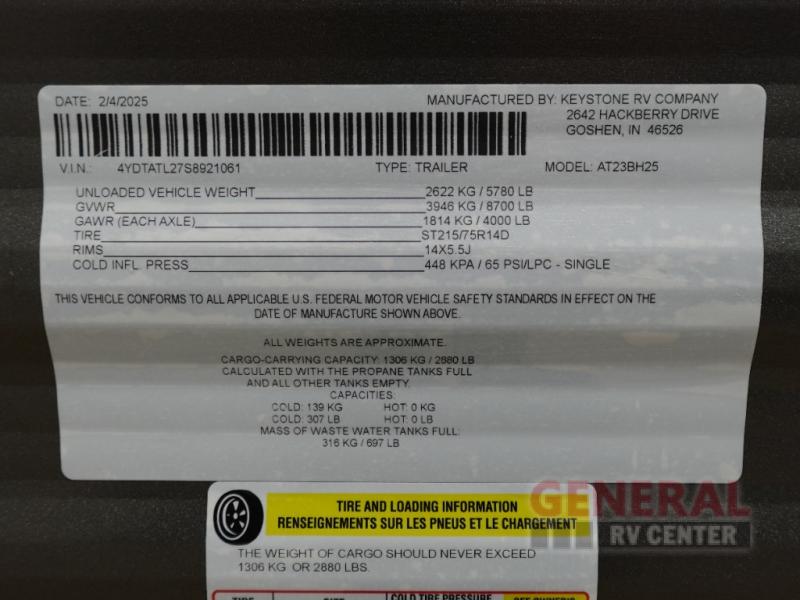 DATE: 2/4/2025 MANUFACTURED BY: KEYSTONE RV COMPANY
2642 HACKBERRY DRIVE
GOSHEN, IN 46526
V.I.N.: 4YDTATL27S8921061 TYPE: TRAILER MODEL: AT23BH25
UNLOADED VEHICLE WEIGHT 2622 KG / 5780 LB
GVWR 3946 KG / 8700 LB
GAWR (EACH AXLE) 1814 KG / 4000 LB
TIRE ST215/75R14D
RIMS 14X5.5J
COLD INFL. PRESS 448 KPA / 65 PSI/LPC - SINGLE
THIS VEHICLE CONFORMS TO ALL APPLICABLE U.S. FEDERAL MOTOR VEHICLE SAFETY STANDARDS IN EFFECT ON THE
DATE OF MANUFACTURE SHOWN ABOVE.
ALL WEIGHTS ARE APPROXIMATE.
CARGO-CARRYING CAPACITY: 1306 KG / 2880 LB
CALCULATED WITH THE PROPANE TANKS FULL
AND ALL OTHER TANKS EMPTY.
CAPACITIES:
COLD: 139 KG HOT: 0 KG
COLD: 307 LB HOT: 0 LB
MASS OF WASTE WATER TANKS FULL:
316 KG / 697 LB
TIRE AND LOADING INFORMATION
RENSEIGNEMENTS SUR LES PNEUS ET LE CHARGEMENT
THE WEIGHT OF CARGO SHOULD NEVER EXCEED
1306 KG OR 2880 LBS.
TIRE SIZE COLD TIRE PRESSURE SEE OWNER'S
GENERAL
RV CENTER